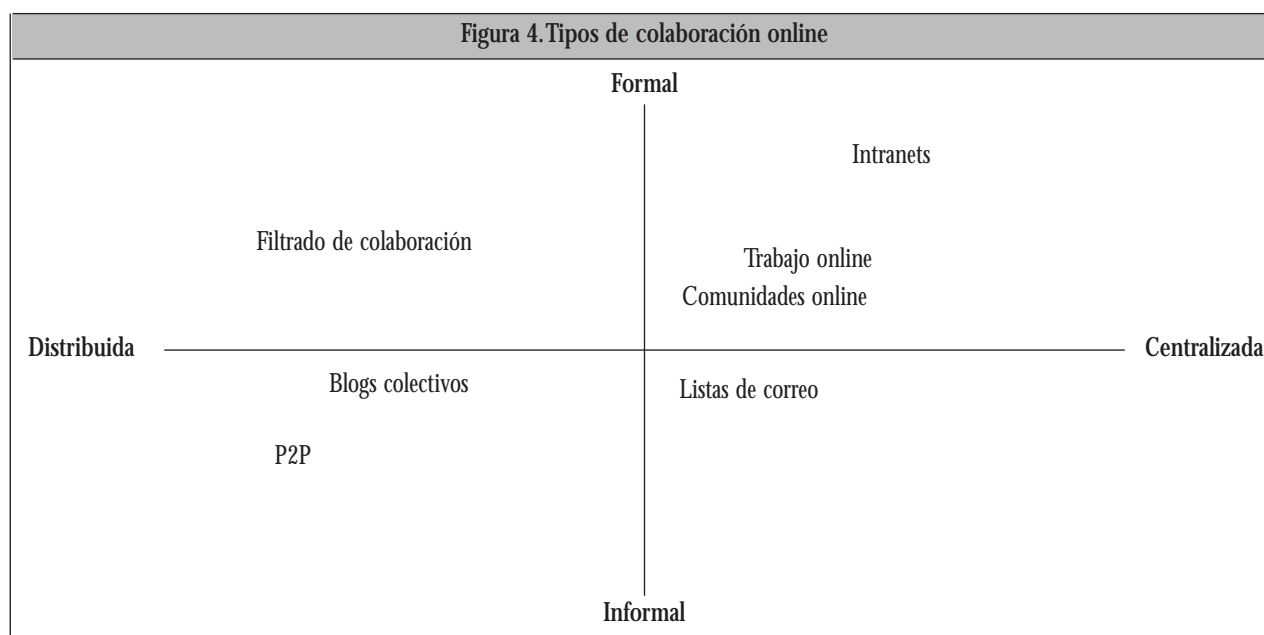 Figura 4.Tipos de colaboración online
Formal
Intranets
Filtrado de colaboración
Trabajo online
Comunidades online
Distribuida
Centralizada
Blogs colectivos
Listas de correo
P2P
Informal